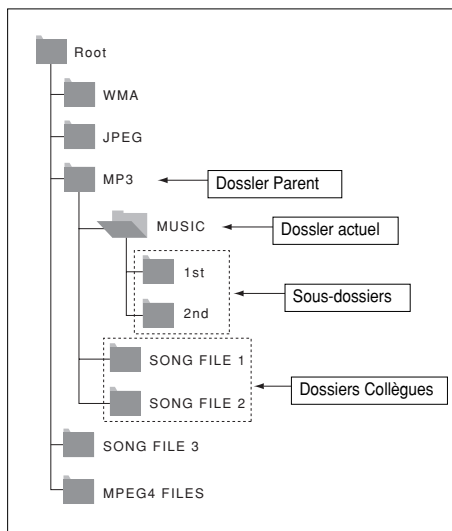 Root
WMA
JPEG
MP3
Dossler Parent
MUSIC
Dossler actuel
1st
Sous-dossiers
2nd
SONG FILE 1
Dossiers Collègues
SONG FILE 2
SONG FILE 3
MPEG4 FILES